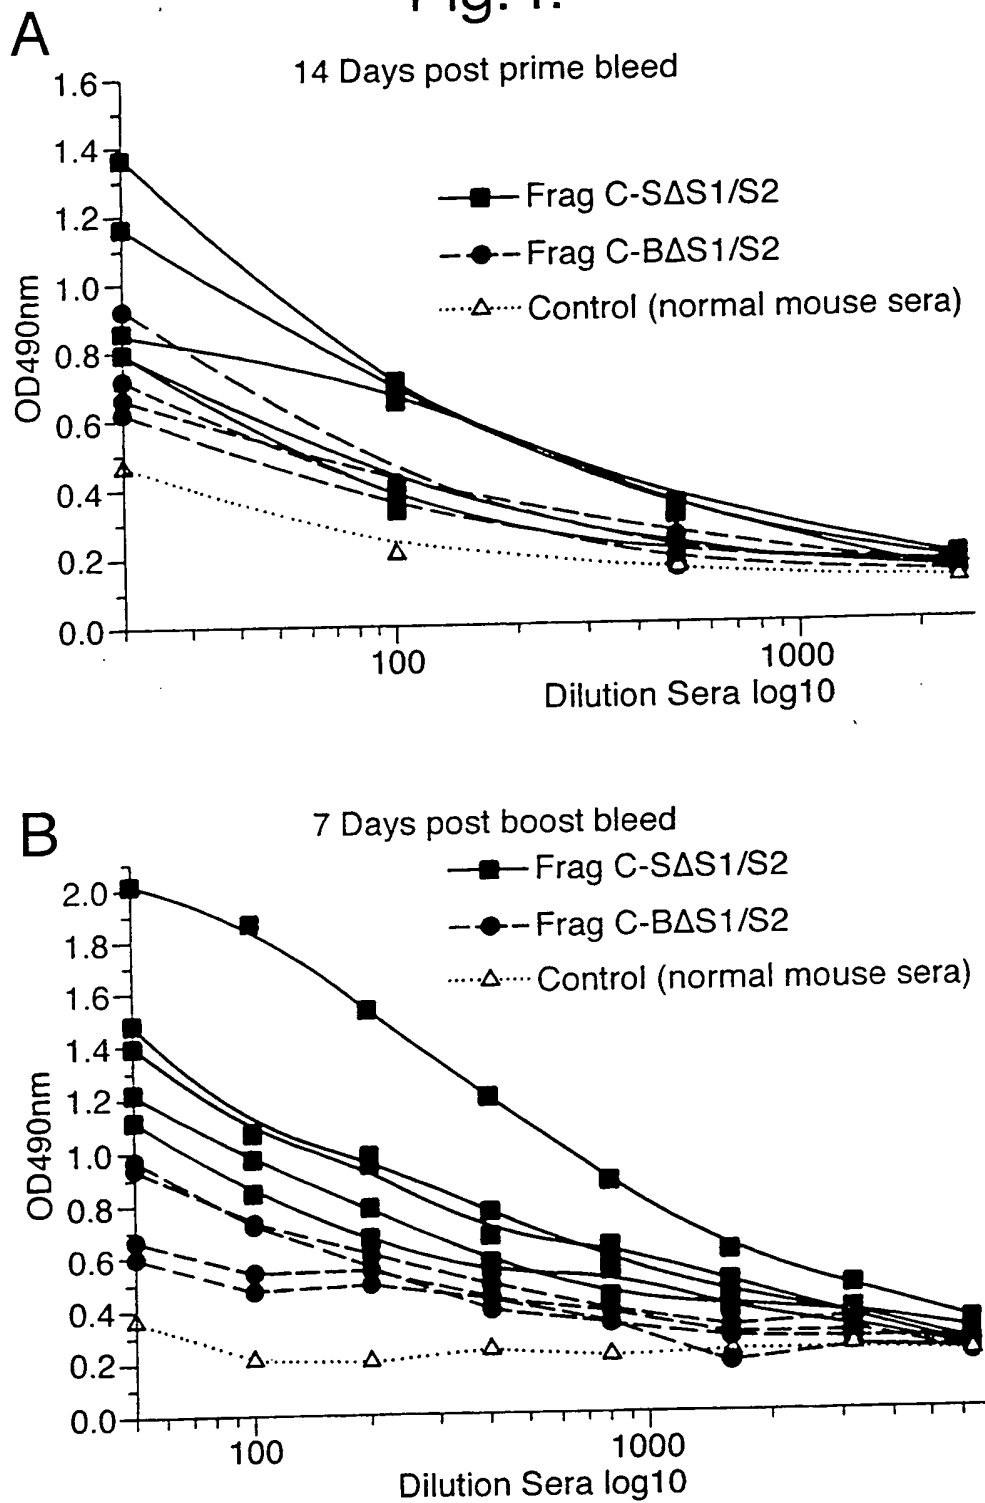 A
14 Days post prime bleed
1.6
1.4
1.2
1.0
0.8
0.6
0.4
0.2
0.0
OD490nm
Frag C-SΔS1/S2
Frag C-BΔS1/S2
Control (normal mouse sera)
100
1000
Dilution Sera log10
B
7 Days post boost bleed
Frag C-SΔS1/S2
Frag C-BΔS1/S2
Control (normal mouse sera)
2.0
1.8
1.6
1.4
1.2
1.0
0.8
0.6
0.4
0.2
0.0
OD490nm
100
1000
Dilution Sera log10